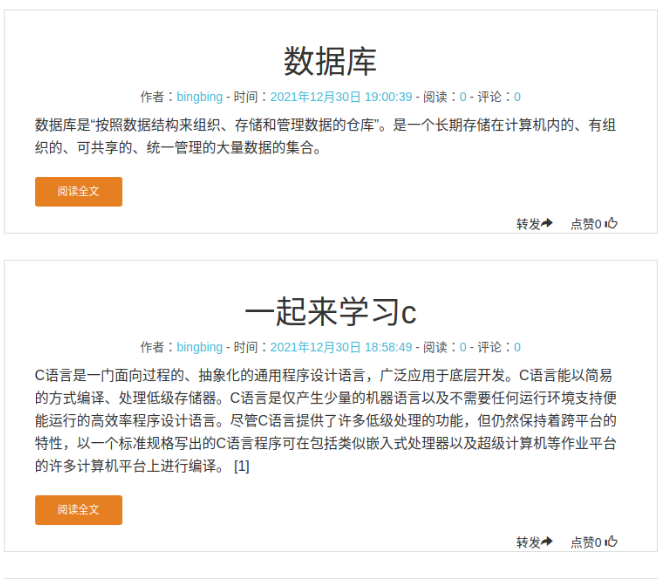 数据库
作者：bingbing - 时间：2021年12月30日 19:00:39 - 阅读：0 - 评论：0
数据库是“按照数据结构来组织、存储和管理数据的仓库”。是一个长期存储在计算机内的、有组
织的、可共享的、统一管理的大量数据的集合。
阅读全文
转发 点赞0
一起来学习c
作者：bingbing - 时间：2021年12月30日 18:58:49 - 阅读：0 - 评论：0
C语言是一门面向过程的、抽象化的通用程序设计语言，广泛应用于底层开发。C语言能以简易
的方式编译、处理低级存储器。C语言是仅产生少量的机器语言以及不需要任何运行环境支持便
能运行的高效率程序设计语言。尽管C语言提供了许多低级处理的功能，但仍然保持着跨平台的
特性，以一个标准规格写出的C语言程序可在包括类似嵌入式处理器以及超级计算机等作业平台
的许多计算机平台上进行编译。 [1]
阅读全文
转发 点赞0